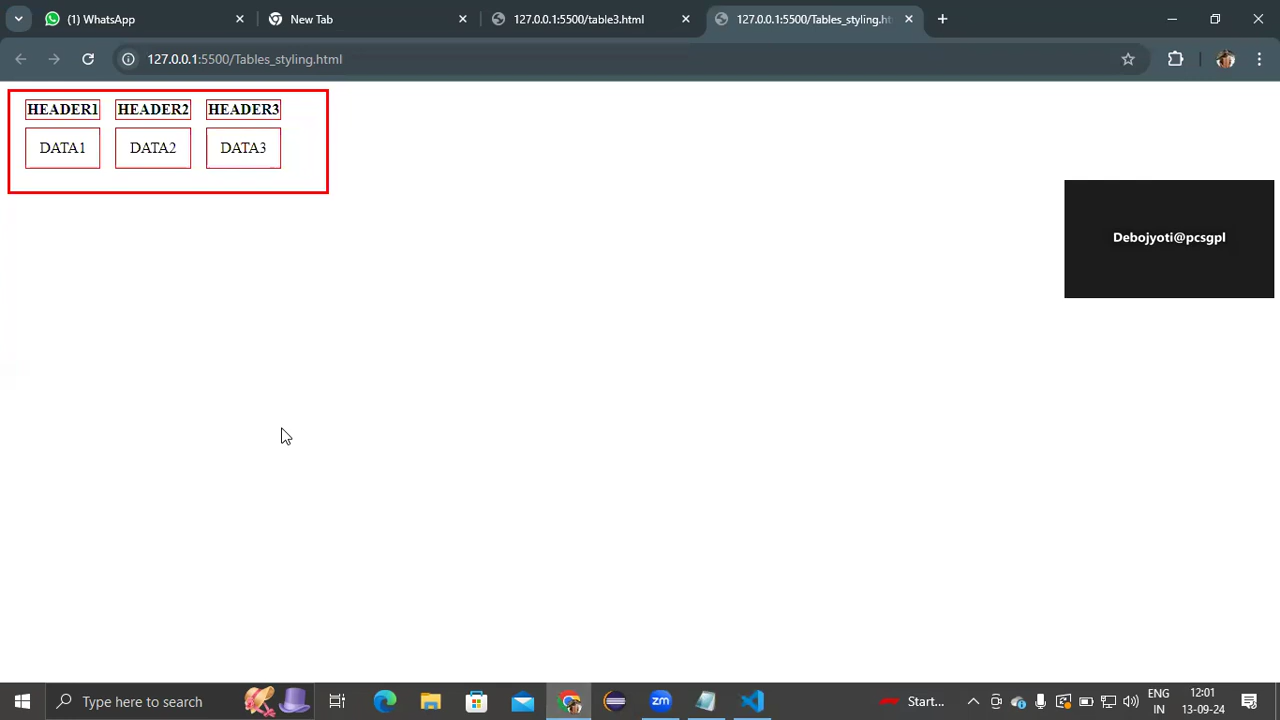 (1) WhatsApp
New Tab
127.0.0.1:5500/table3.html
127.0.0.1:5500/Tables_styling.ht
127.0.0.1:5500/Tables_styling.html
HEADER1 HEADER2 HEADER3
DATA1 DATA2 DATA3
Debojyoti@pcsgpl
Type here to search
zm
Start...
ENG
IN
12:01
13-09-24